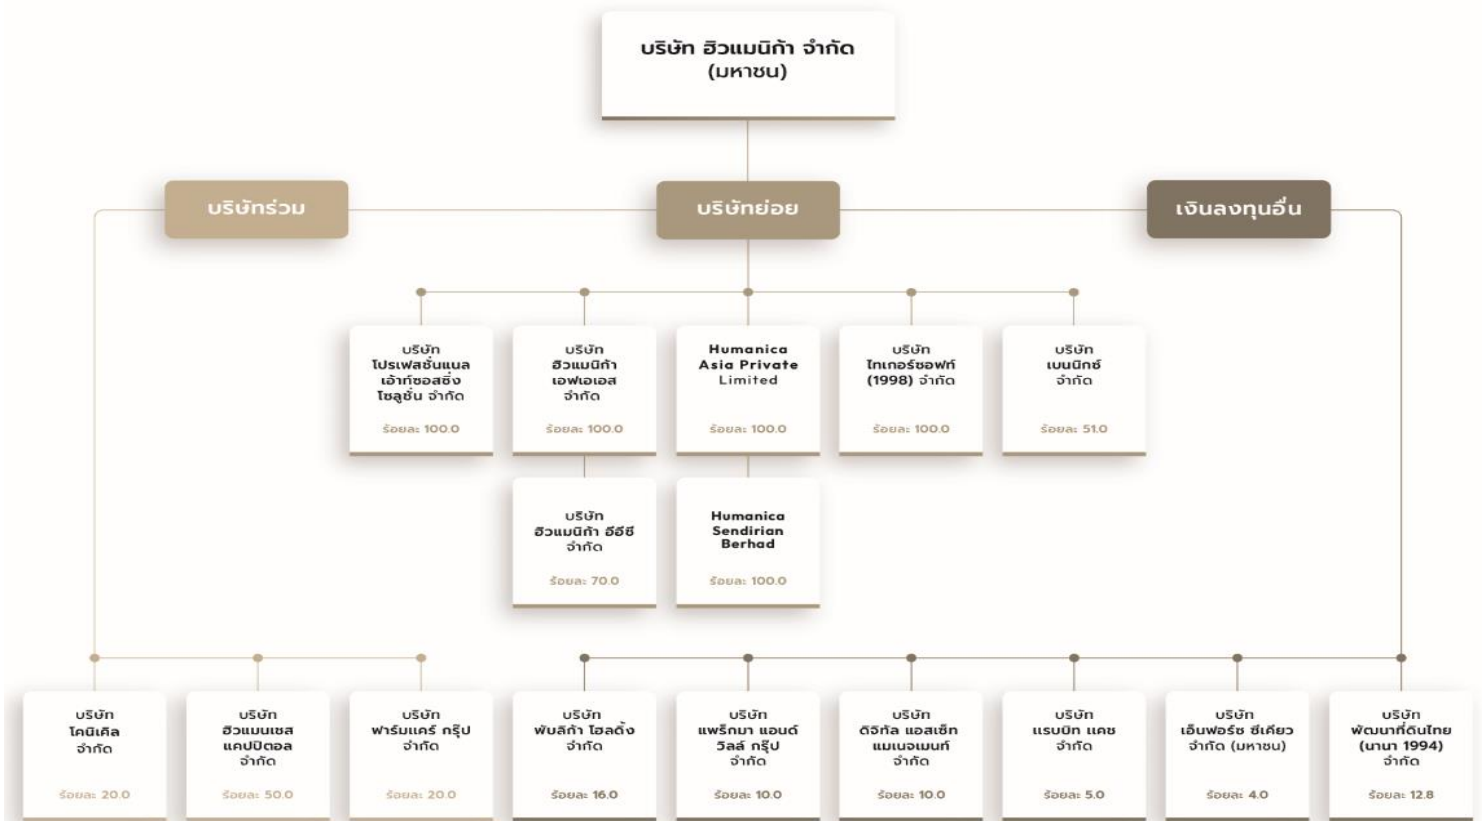 บริษัท ฮิวแมนิก้า จำกัด
(มหาชน)
บริษัทร่วม
บริษัทย่อย
เงินลงทุนอื่น
บริษัท
โปรเฟสชั่นแนล
เอ้าท์ซอสซิ่ง
โซลูชั่น จำกัด
ร้อยละ 100.0
บริษัท
ฮิวแมนิก้า
เอฟเอเอส
จำกัด
ร้อยละ 100.0
Humanica
Asia Private
Limited
ร้อยละ 100.0
บริษัท
ไทเกอร์ซอฟท์
(1998) จำกัด
ร้อยละ 100.0
บริษัท
เบนนิกซ์
จำกัด
ร้อยละ 51.0
บริษัท
ฮิวแมนิก้า อีอีซี
จำกัด
ร้อยละ 70.0
Humanica
Sendirian
Berhad
ร้อยละ 100.0
บริษัท
โคนิเคิล
จำกัด
ร้อยละ 20.0
บริษัท
ฮิวแมนเซส
แคปปิตอล
จำกัด
ร้อยละ 50.0
บริษัท
ฟาร์มแคร์ กรุ๊ป
จำกัด
ร้อยละ 20.0
บริษัท
พับลิก้า โฮลดิ้ง
จำกัด
ร้อยละ 16.0
บริษัท
แพร็กมา แอนด์
วิลล์ กรุ๊ป
จำกัด
ร้อยละ 10.0
บริษัท
ดิจิทัล แอสเซ็ท
แมเนจเมนท์
จำกัด
ร้อยละ 10.0
บริษัท
แรบบิท แคช
จำกัด
ร้อยละ 5.0
บริษัท
เอ็นฟอร์ซ ซีเคียว
จำกัด (มหาชน)
ร้อยละ 4.0
บริษัท
พัฒนาที่ดินไทย
(นานา 1994)
จำกัด
ร้อยละ 12.8